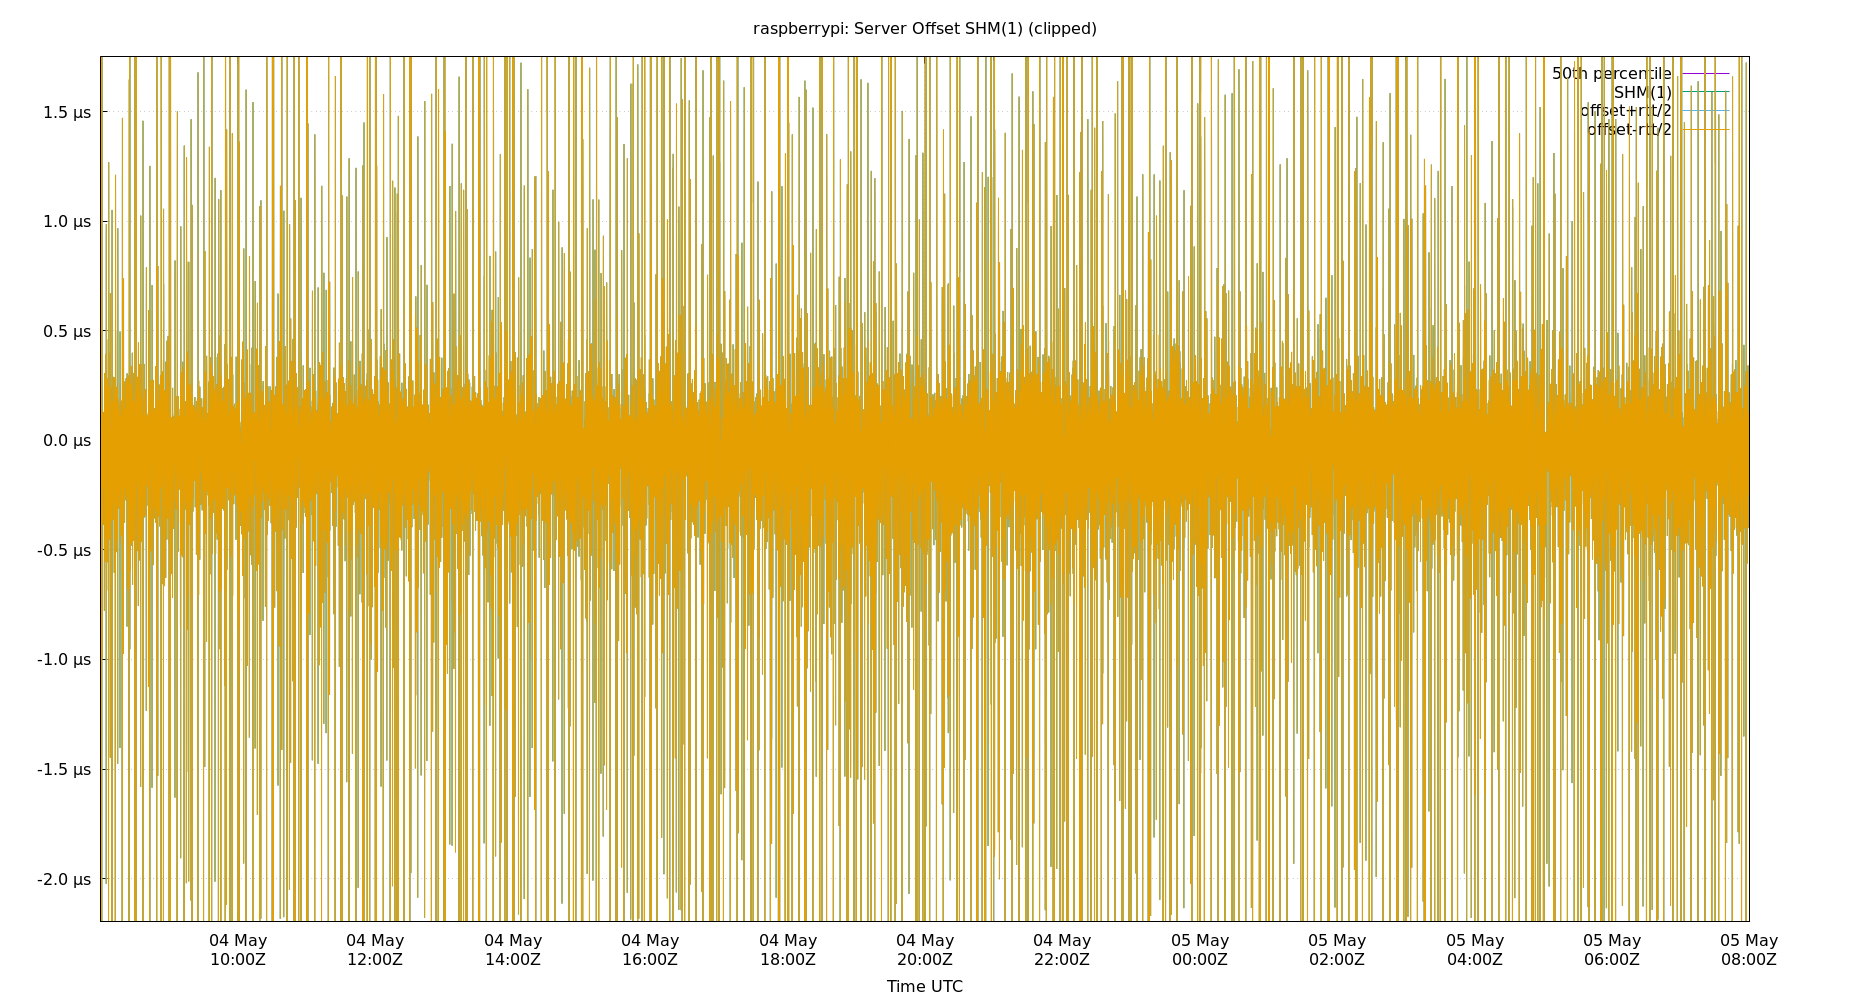 raspberrypi: Server Offset SHM(1) (clipped)
50th percentile
SHM(1)
offset+rtt/2
offset-rtt/2
1.5 µs
1.0 µs
0.5 µs
0.0 µs
-0.5 µs
-1.0 µs
-1.5 µs
-2.0 µs
04 May 04 May 04 May 04 May 04 May 04 May 04 May 05 May 05 May 05 May 05 May 05 May
10:00Z 12:00Z 14:00Z 16:00Z 18:00Z 20:00Z 22:00Z 00:00Z 02:00Z 04:00Z 06:00Z 08:00Z
Time UTC